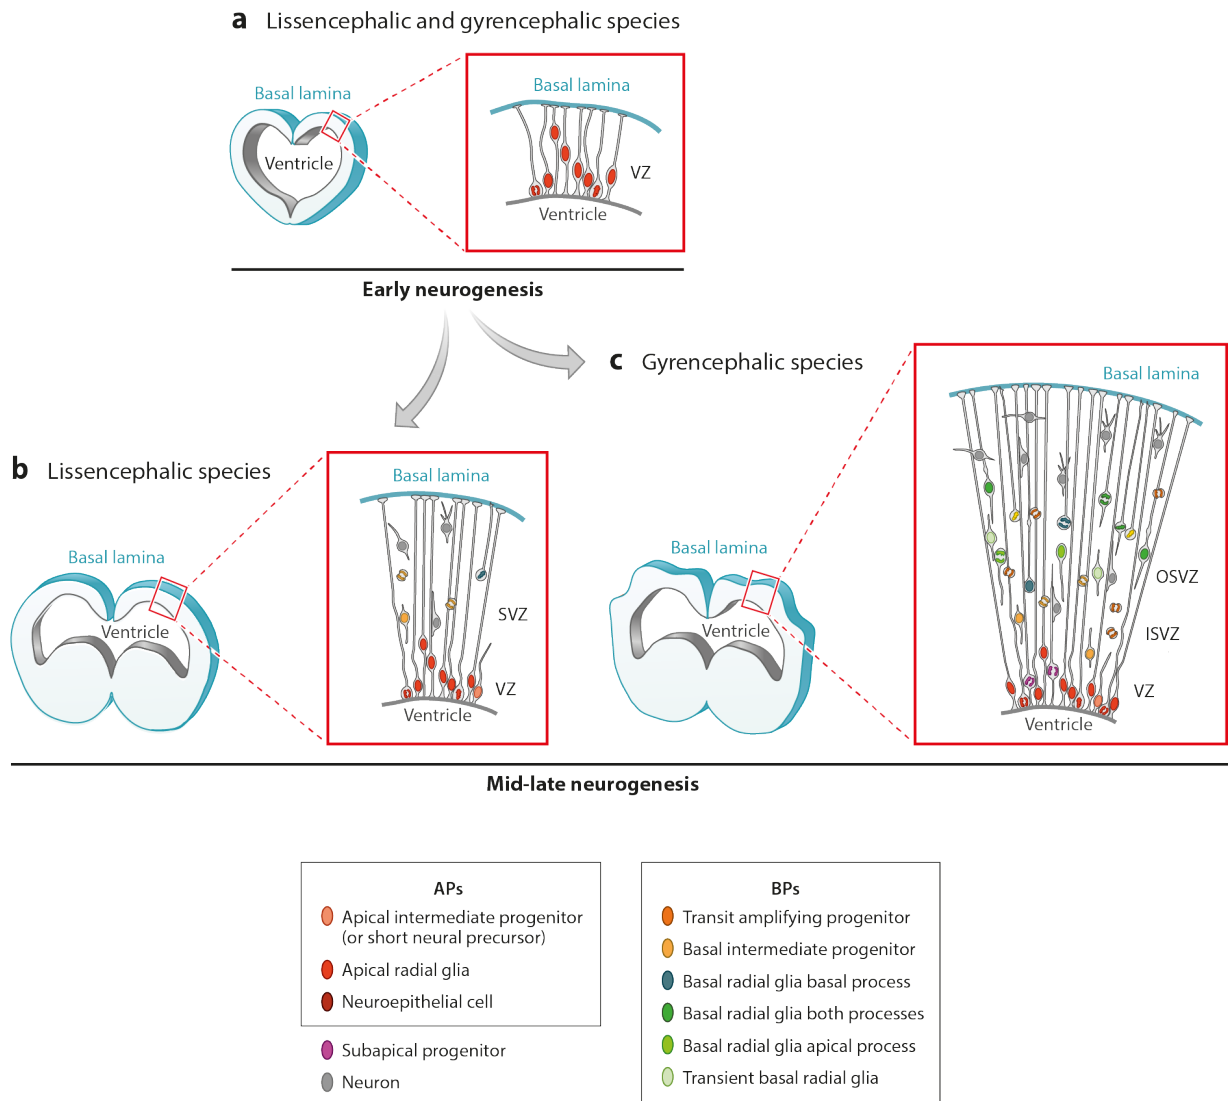 a Lissencephalic and gyrencephalic species
Basal lamina
Ventricle
Basal lamina
VZ
Ventricle
Early neurogenesis
b Lissencephalic species
Basal lamina
Ventricle
Basal lamina
SVZ
VZ
Ventricle
c Gyrencephalic species
Basal lamina
Ventricle
Basal lamina
OSVZ
ISVZ
VZ
Ventricle
Mid-late neurogenesis
APs
Apical intermediate progenitor
(or short neural precursor)
Apical radial glia
Neuroepithelial cell
Subapical progenitor
Neuron
BPs
Transit amplifying progenitor
Basal intermediate progenitor
Basal radial glia basal process
Basal radial glia both processes
Basal radial glia apical process
Transient basal radial glia